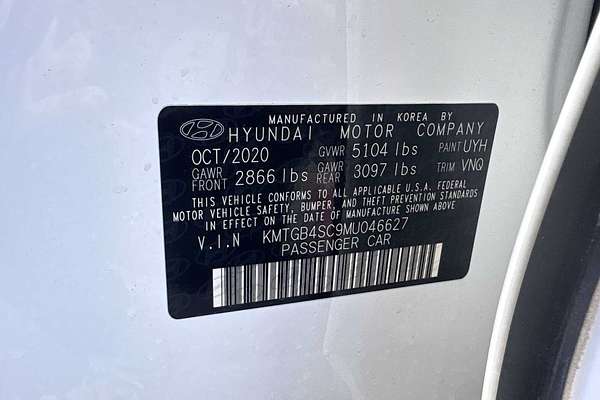 MANUFACTURED IN KOREA BY
HYUNDAI MOTOR COMPANY
OCT/2020 GVWR 5104 lbs PAINT UYH
GAWR FRONT 2866 lbs GAWR REAR 3097 lbs TRIM VNQ
THIS VEHICLE CONFORMS TO ALL APPLICABLE U.S.A. FEDERAL
MOTOR VEHICLE SAFETY, BUMPER, AND THEFT PREVENTION STANDARDS
IN EFFECT ON THE DATE OF MANUFACTURE SHOWN ABOVE
V.I.N KMTGB4SC9MU046627
PASSENGER CAR